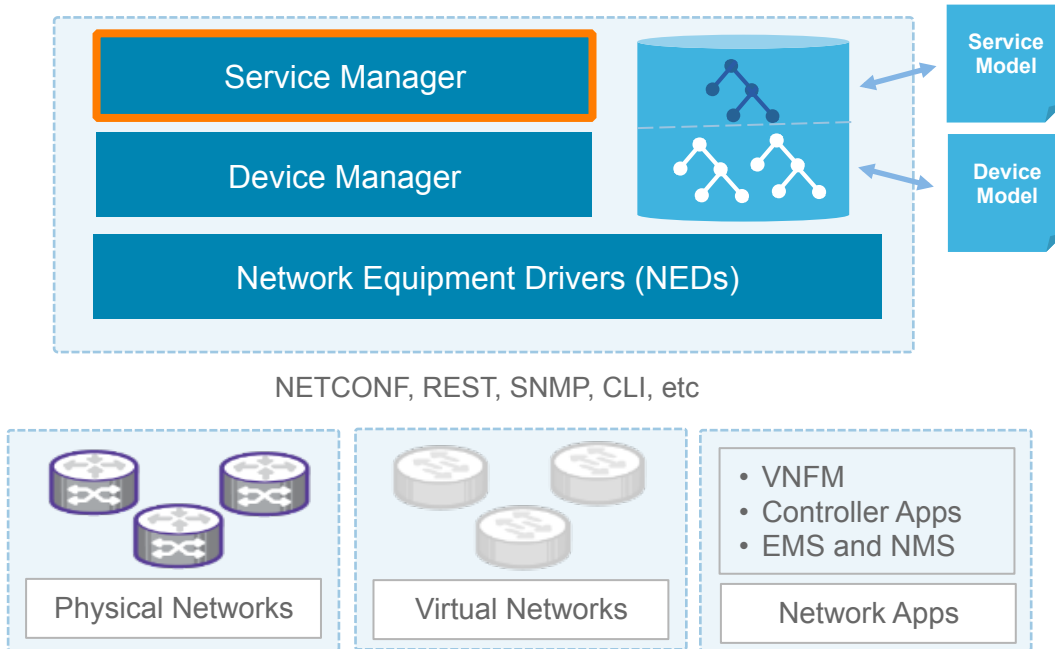 Service Manager
Service
Model
Device Manager
Device
Model
Network Equipment Drivers (NEDs)
NETCONF, REST, SNMP, CLI, etc
Physical Networks
Virtual Networks
• VNFM
• Controller Apps
• EMS and NMS
Network Apps